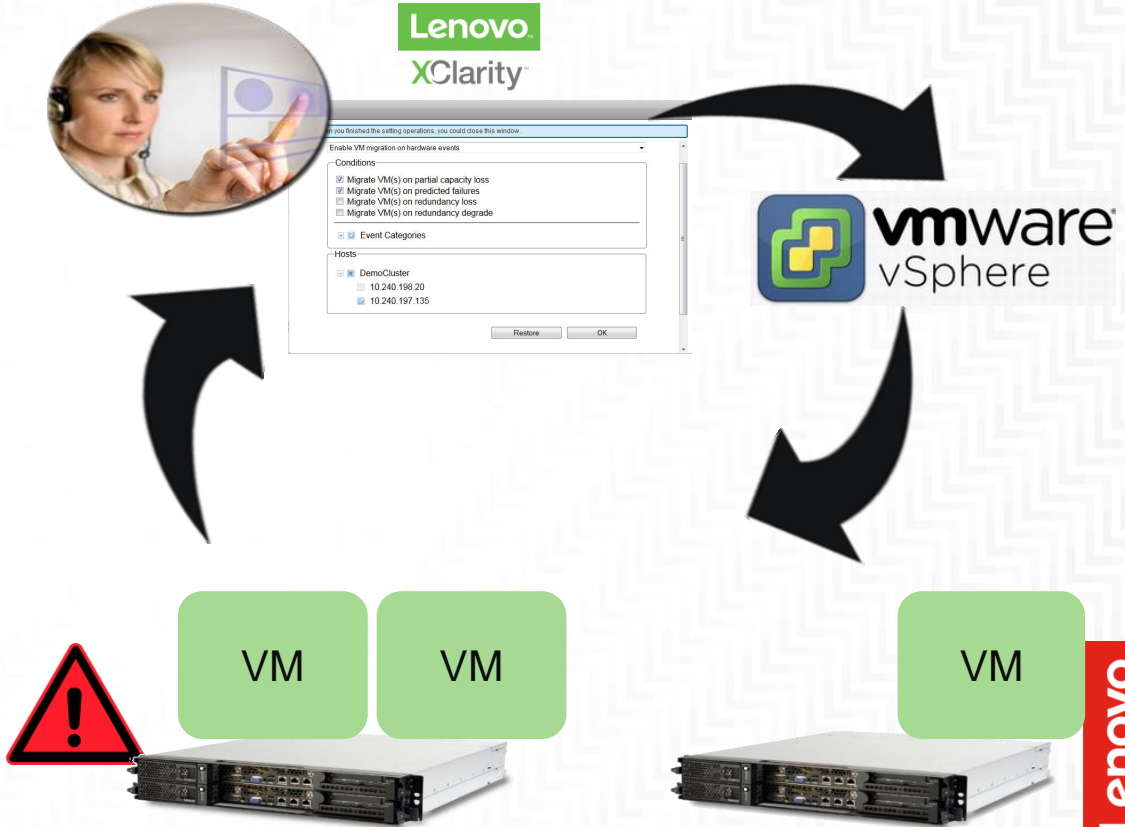 Lenovo
XClarity
n you finished the setting operations, you could close this window.
Enable VM migration on hardware events
Conditions
Migrate VM(s) on partial capacity loss
Migrate VM(s) on predicted failures
Migrate VM(s) on redundancy loss
Migrate VM(s) on redundancy degrade
Event Categories
Hosts
DemoCluster
10.240.198.20
10.240.197.135
Restore OK
vmware
vSphere
VM VM VM
!
enovo